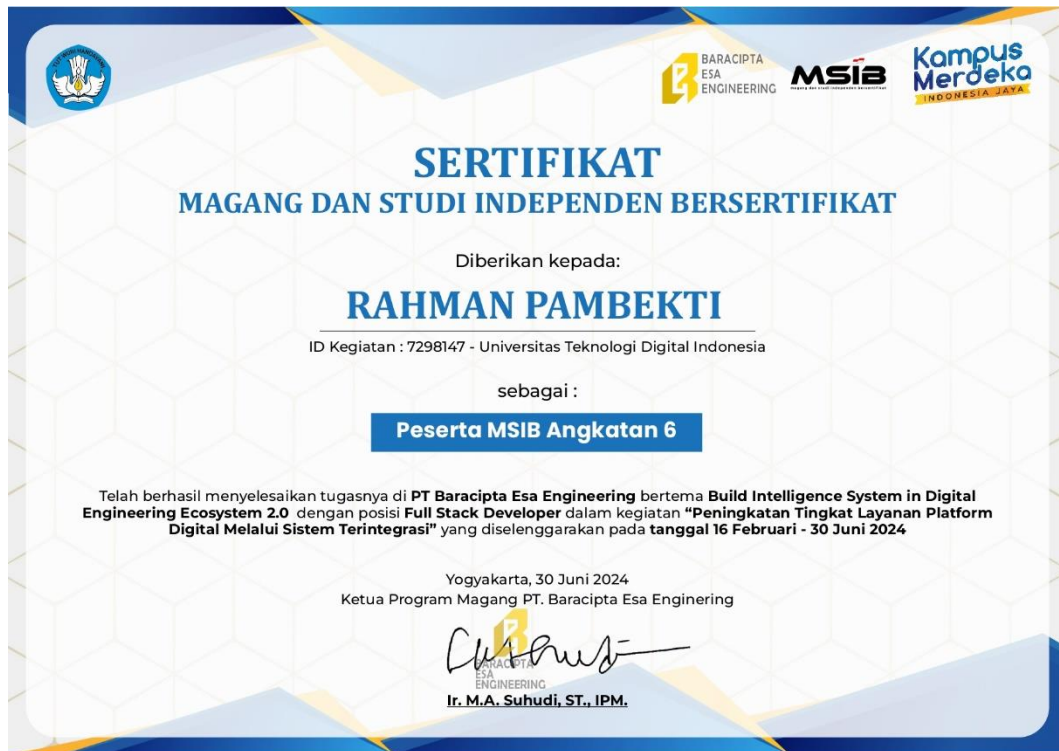 TUT WURI HANDAYANI
BARACIPTA
ESA
ENGINEERING
MSIB
Kampus
Merdeka
INDONESIA JAYA
SERTIFIKAT
MAGANG DAN STUDI INDEPENDEN BERSERTIFIKAT
Diberikan kepada:
RAHMAN PAMBEKTI
ID Kegiatan : 7298147 - Universitas Teknologi Digital Indonesia
sebagai :
Peserta MSIB Angkatan 6
Telah berhasil menyelesaikan tugasnya di PT Baracipta Esa Engineering bertema Build Intelligence System in Digital
Engineering Ecosystem 2.0 dengan posisi Full Stack Developer dalam kegiatan “Peningkatan Tingkat Layanan Platform
Digital Melalui Sistem Terintegrasi” yang diselenggarakan pada tanggal 16 Februari - 30 Juni 2024
Yogyakarta, 30 Juni 2024
Ketua Program Magang PT. Baracipta Esa Enginering
BARACIPTA
ESA
ENGINEERING
Ir. M.A. Suhudi, ST., IPM.